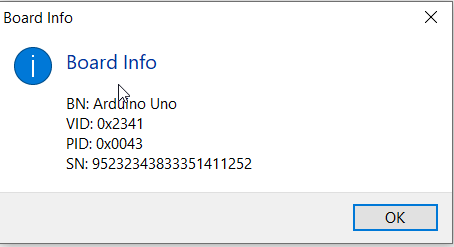 Board Info
Board Info
BN: Arduino Uno
VID: 0x2341
PID: 0x0043
SN: 95232343833351411252
OK